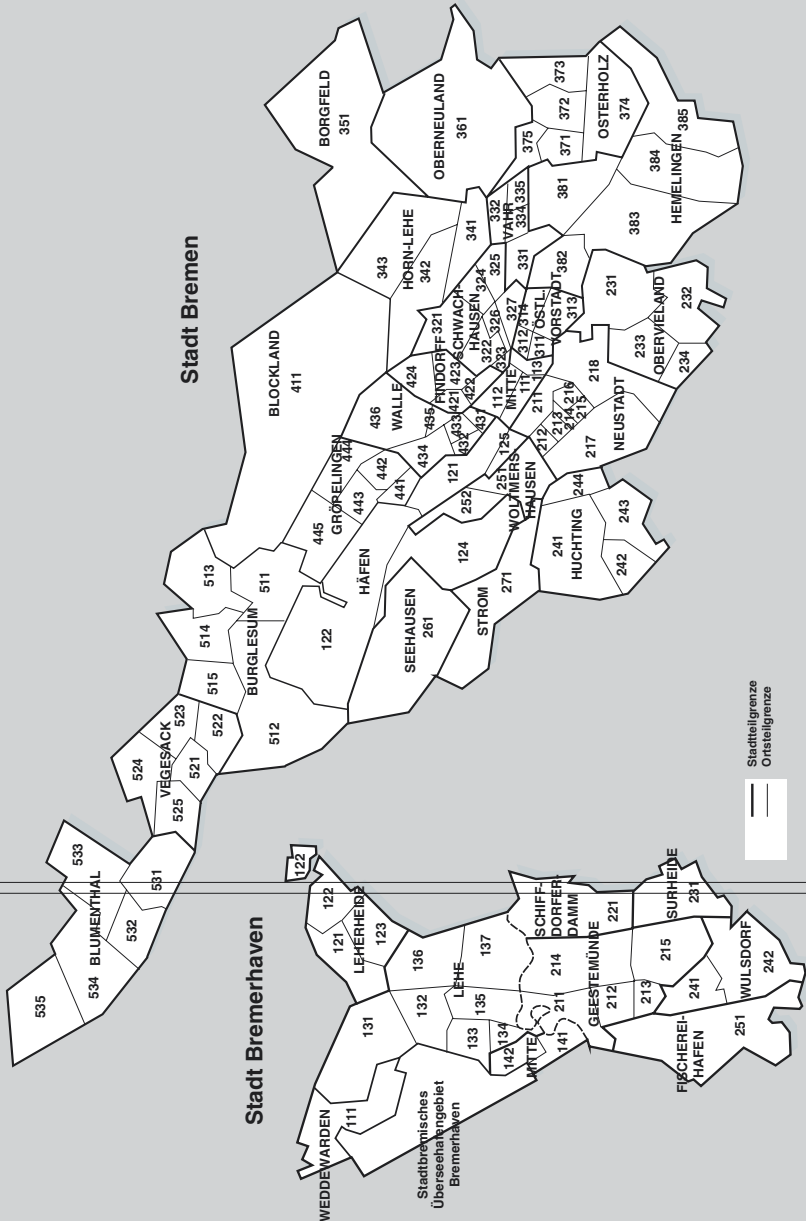 Stadt Bremen
BORGFELD
351
OBERNEULAND
361
373
372
375
371
OSTERHOLZ
374
385
384
HEMELINGEN
383
381
HORN-LEHE
343
342
341
332
335
334
VAHR
331
325
324
SCHWACH-
HAUSEN
321
326
327
322
323
382
ÖSTL.
VORSTADT
314
312
313
311
231
232
OBERVIELAND
233
234
BLOCKLAND
411
FINDORFF
424
423
421
422
MITTE
111
113
112
WALLE
436
435
434
433
432
431
218
211
216
213
214
215
212
217
NEUSTADT
GRÖPELINGEN
444
445
443
442
441
121
125
251
252
WOLTMERS-
HAUSEN
244
241
HUCHTING
243
242
HÄFEN
122
124
271
STROM
SEEHAUSEN
261
513
511
514
BURGLESUM
515
512
VEGESACK
523
522
524
521
525
533
BLUMENTHAL
531
532
534
535
Stadtteilgrenze
Ortsteilgrenze
Stadt Bremerhaven
122
122
121
LEHERHEIDE
123
136
137
LEHE
132
135
133
134
131
142
MITTE
141
WEDDEWARDEN
111
Stadtbremisches
Überseehafengebiet
Bremerhaven
SCHIFF-
DORFER-
DAMM
221
SURHEIDE
231
214
GEESTEMÜNDE
211
212
213
215
WULSDORF
242
241
FISCHEREI-
HAFEN
251